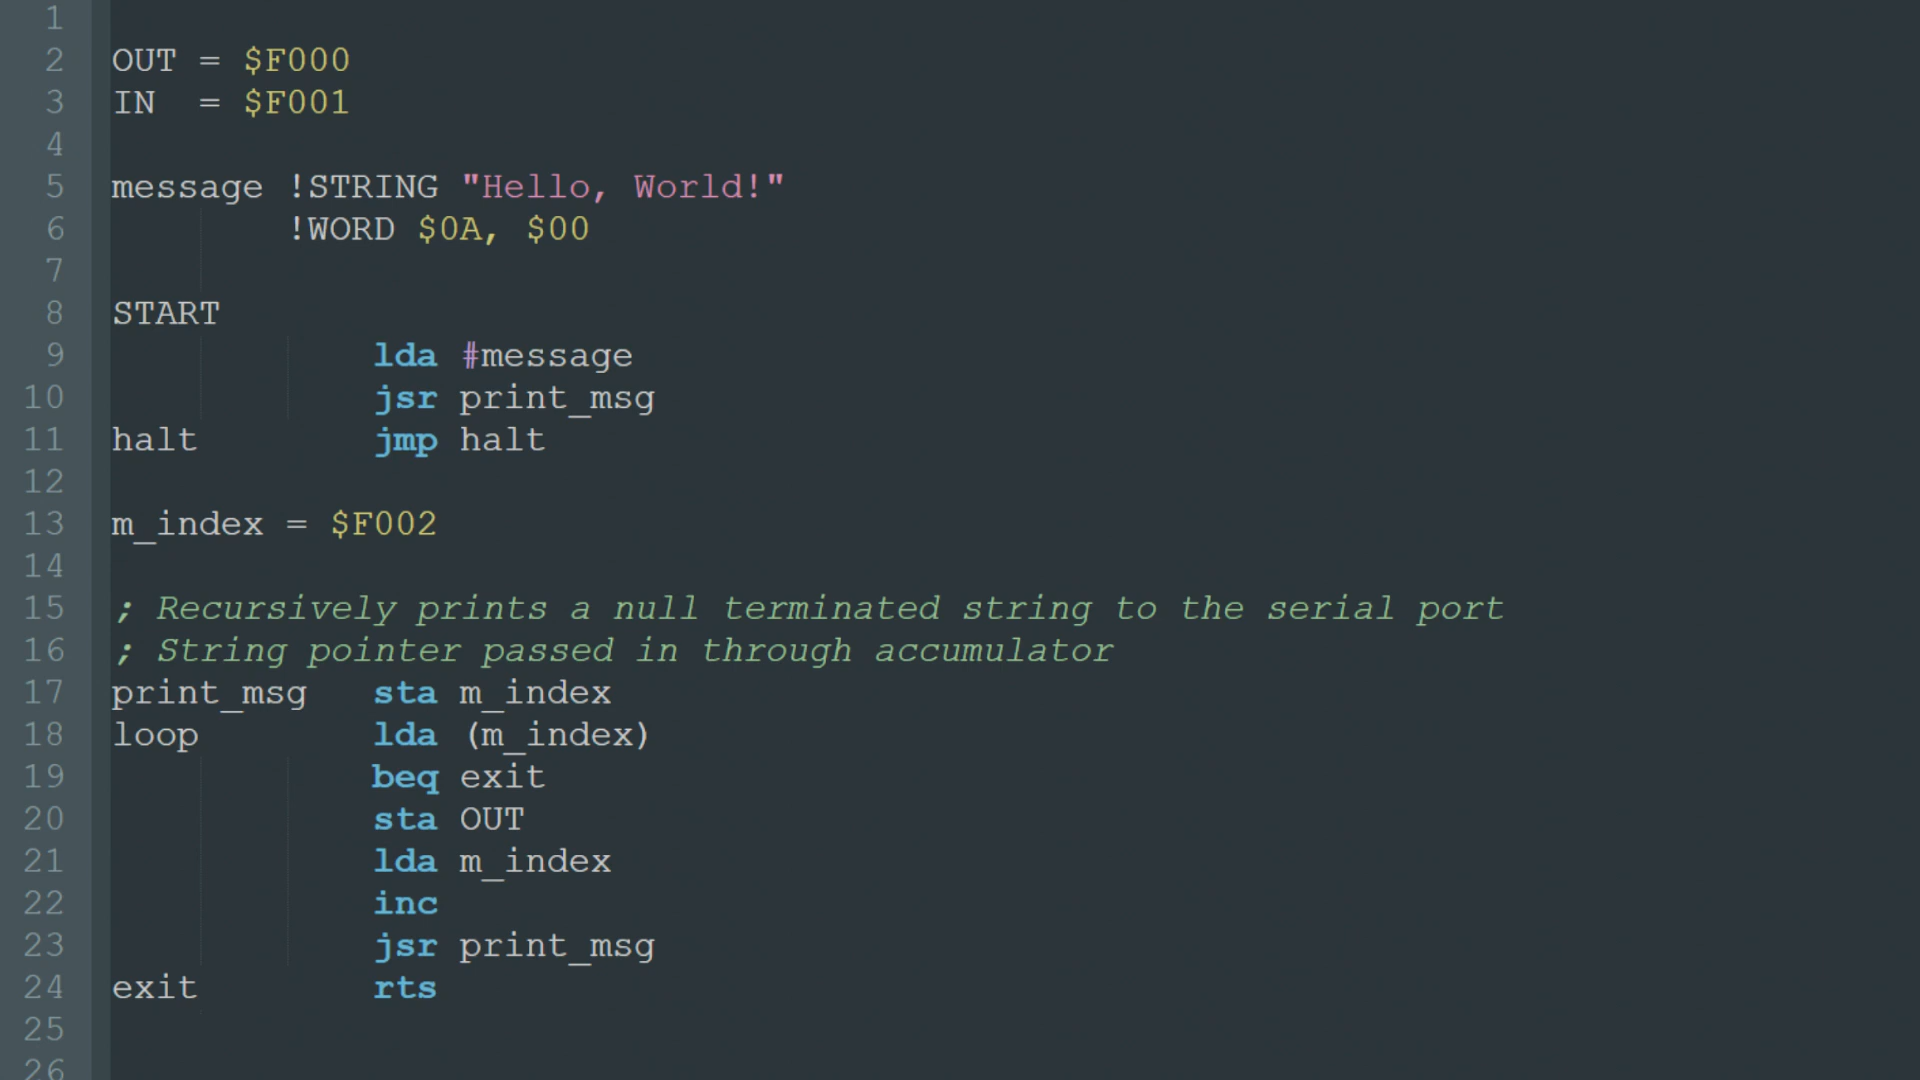 1
2 OUT = $F000
3 IN  = $F001
4
5 message !STRING "Hello, World!"
6         !WORD $0A, $00
7
8 START
9             lda #message
10             jsr print_msg
11 halt        jmp halt
12
13 m_index = $F002
14
15 ; Recursively prints a null terminated string to the serial port
16 ; String pointer passed in through accumulator
17 print_msg   sta m_index
18 loop        lda (m_index)
19             beq exit
20             sta OUT
21             lda m_index
22             inc
23             jsr print_msg
24 exit        rts
25
26